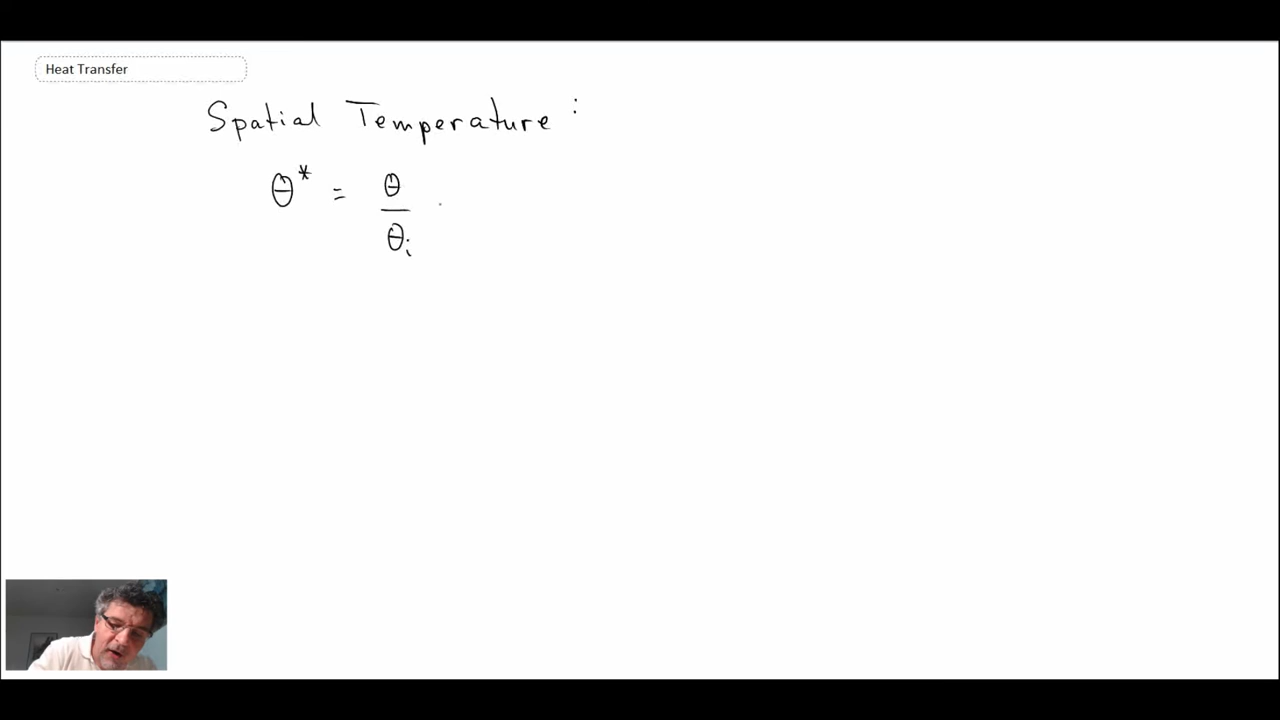 Heat Transfer
Spatial Temperature :
θ* = θ / θi